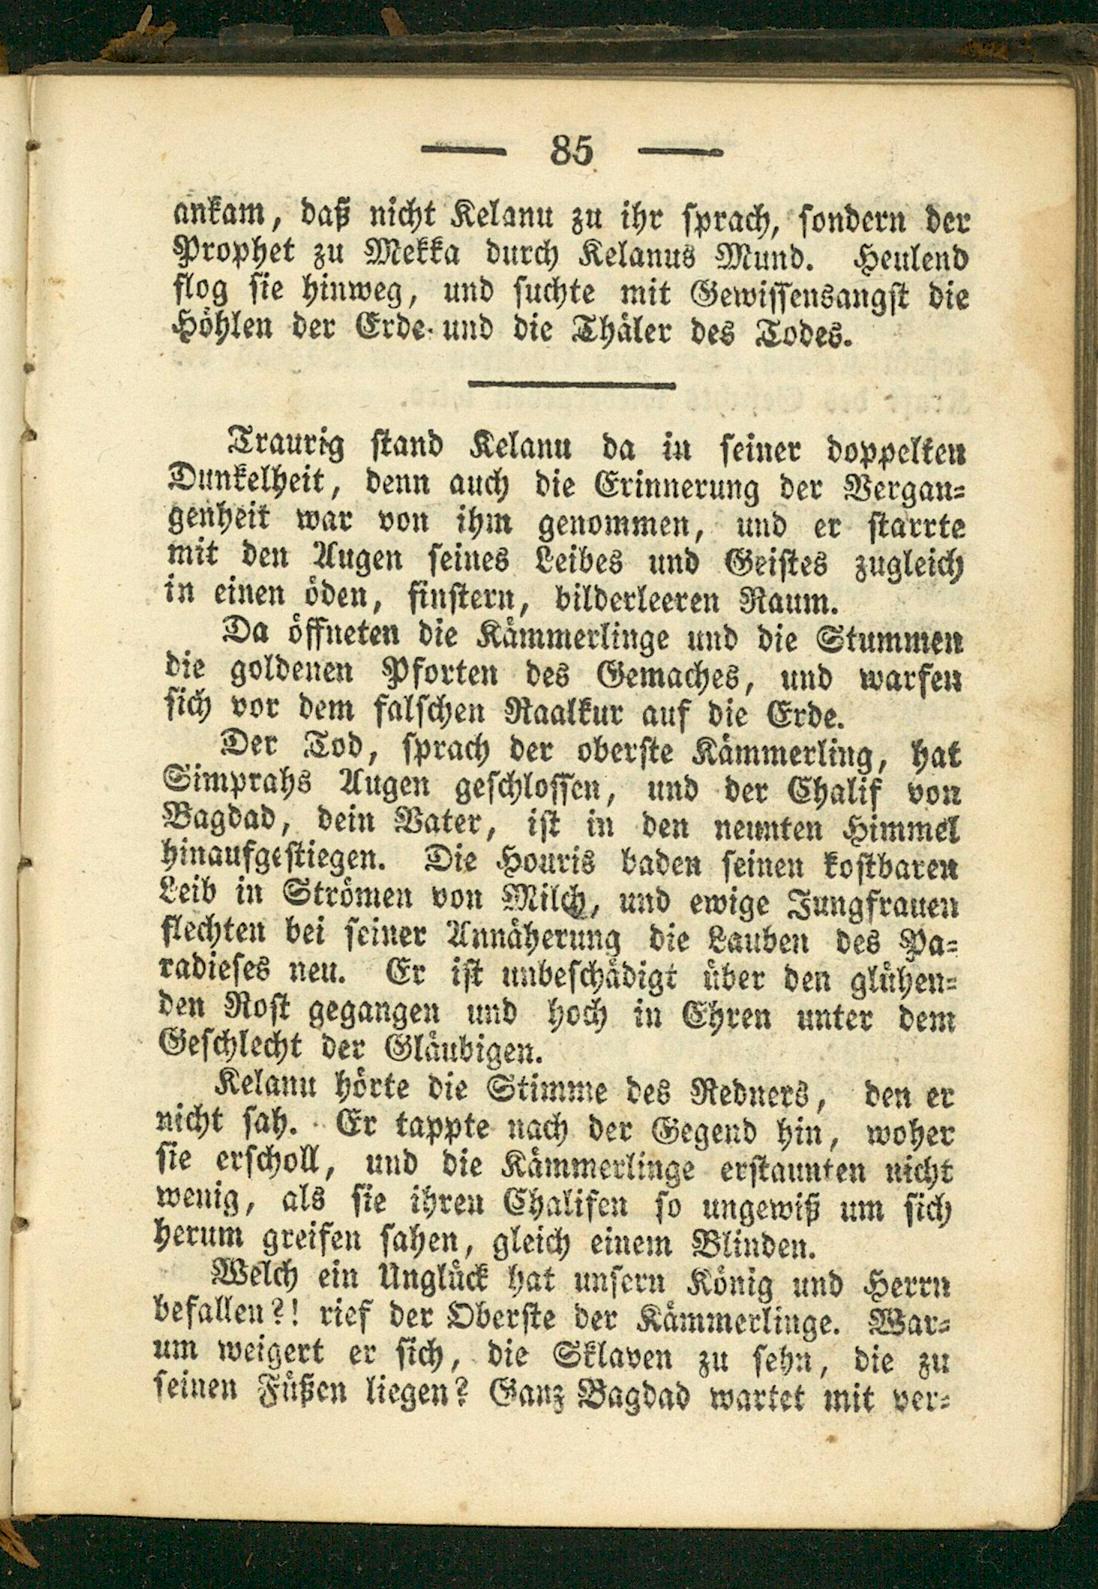 — 85 —
ankam, daß nicht Kelanu zu ihr sprach, sondern der
Prophet zu Mekka durch Kelanus Mund. Heulend
flog sie hinweg, und suchte mit Gewissensangst die
Höhlen der Erde und die Thäler des Todes.
Traurig stand Kelanu da in seiner doppelten
Dunkelheit, denn auch die Erinnerung der Vergan=
genheit war von ihm genommen, und er starrte
mit den Augen seines Leibes und Geistes zugleich
in einen öden, finstern, bilderleeren Raum.
Da öffneten die Kämmerlinge und die Stummen
die goldenen Pforten des Gemaches, und warfen
sich vor dem falschen Raalkur auf die Erde.
Der Tod, sprach der oberste Kämmerling, hat
Simprahs Augen geschlossen, und der Chalif von
Bagdad, dein Vater, ist in den neunten Himmel
hinaufgestiegen. Die Houris baden seinen kostbaren
Leib in Strömen von Milch, und ewige Jungfrauen
flechten bei seiner Annäherung die Lauben des Pa=
radieses neu. Er ist unbeschädigt über den glühen=
den Rost gegangen und hoch in Ehren unter dem
Geschlecht der Gläubigen.
Kelanu hörte die Stimme des Redners, den er
nicht sah. Er tappte nach der Gegend hin, woher
sie erscholl, und die Kämmerlinge erstaunten nicht
wenig, als sie ihren Chalifen so ungewiß um sich
herum greifen sahen, gleich einem Blinden.
Welch ein Unglück hat unsern König und Herrn
befallen?! rief der Oberste der Kämmerlinge. War=
um weigert er sich, die Sklaven zu sehn, die zu
seinen Füßen liegen? Ganz Bagdad wartet mit ver=